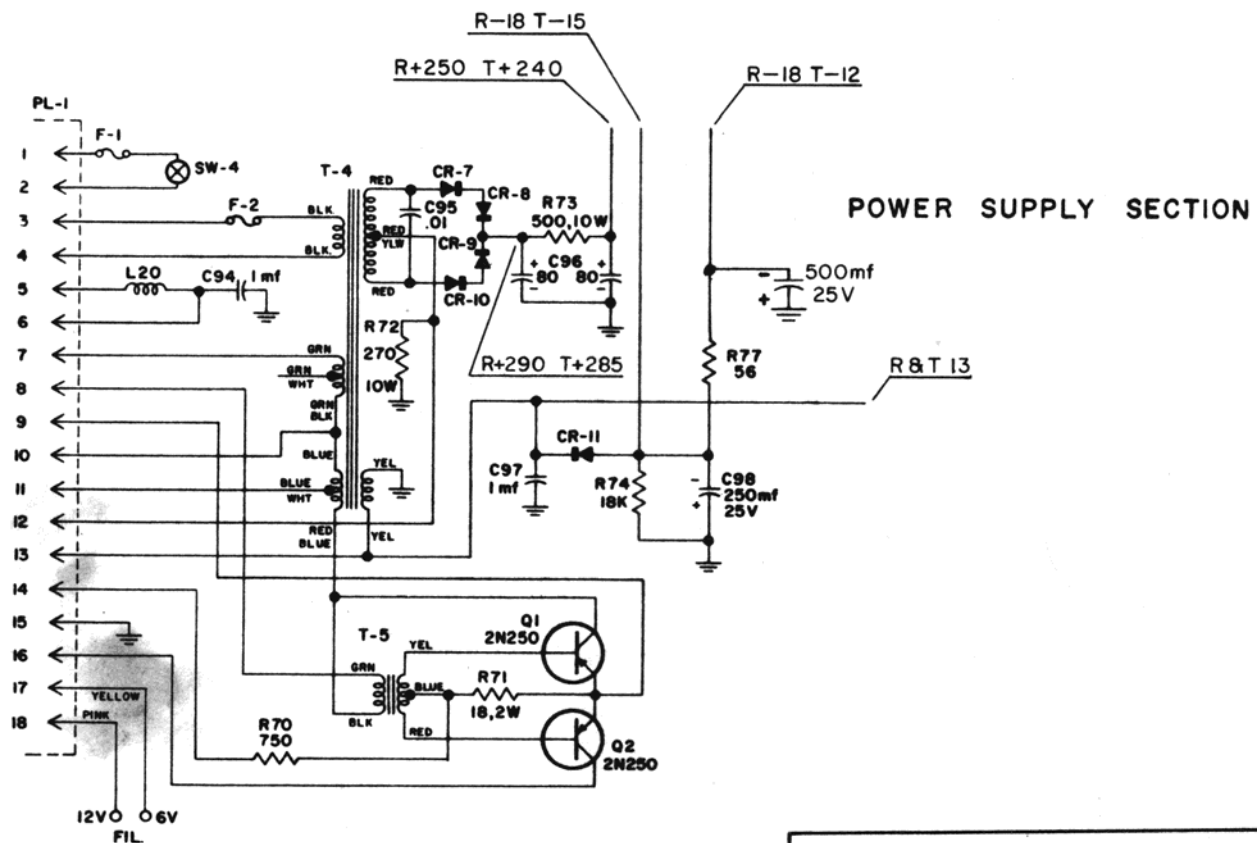 R-18 T-15
R+250 T+240
R-18 T-12
PL-1
F-1
1
2
SW-4
3
F-2
4
5
L20
C94
1mf
6
7
8
9
10
11
12
13
14
15
16
17
18
T-4
BLK.
BLK.
RED
RED
YLW
RED
C95
.01
CR-7
CR-8
CR-9
CR-10
R73
500,10W
+
80
-
C96
+
80
-
POWER SUPPLY SECTION
-
+
500mf
25V
R72
270
10W
R+290 T+285
R77
56
R&T 13
GRN
GRN
WHT
GRN
BLK
BLUE
BLUE
WHT
RED
BLUE
YEL
YEL
CR-11
C97
1mf
R74
18K
-
+
C98
250mf
25V
T-5
GRN
BLK
YEL
BLUE
RED
R71
18,2W
Q1
2N250
Q2
2N250
R70
750
YELLOW
PINK
12V
6V
FIL.